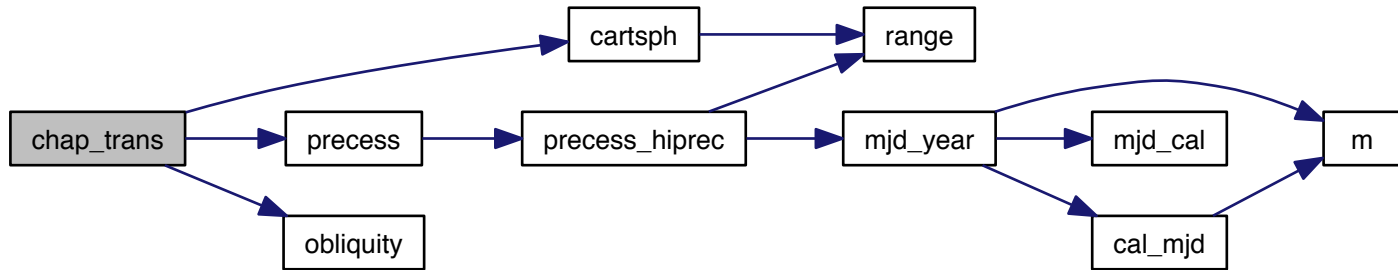 cartsph
range
chap_trans
precess
precess_hiprec
mjd_year
mjd_cal
m
obliquity
cal_mjd